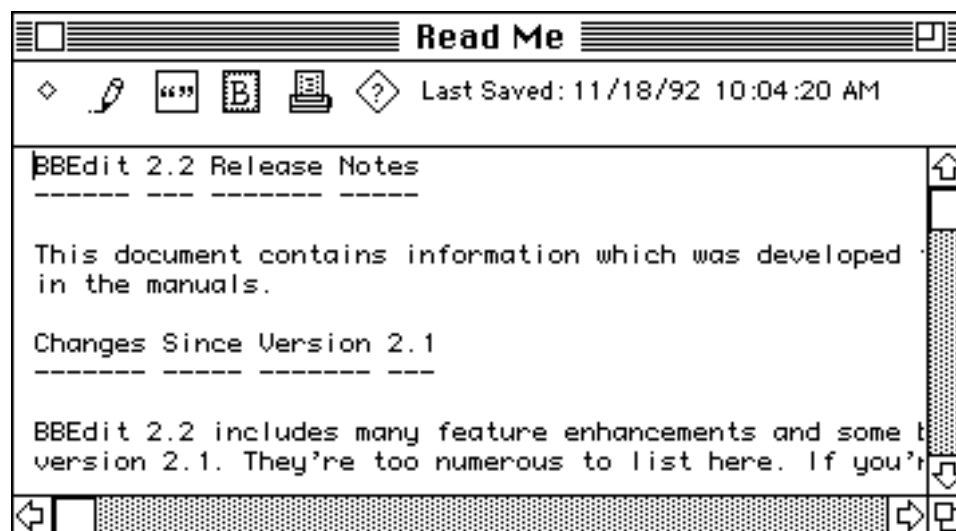 Read Me
“” B ? Last Saved: 11/18/92 10:04:20 AM
BBEdit 2.2 Release Notes
------ --- ------- -----
This document contains information which was developed
in the manuals.
Changes Since Version 2.1
------- ----- ------- ---
BBEdit 2.2 includes many feature enhancements and some
version 2.1. They're too numerous to list here. If